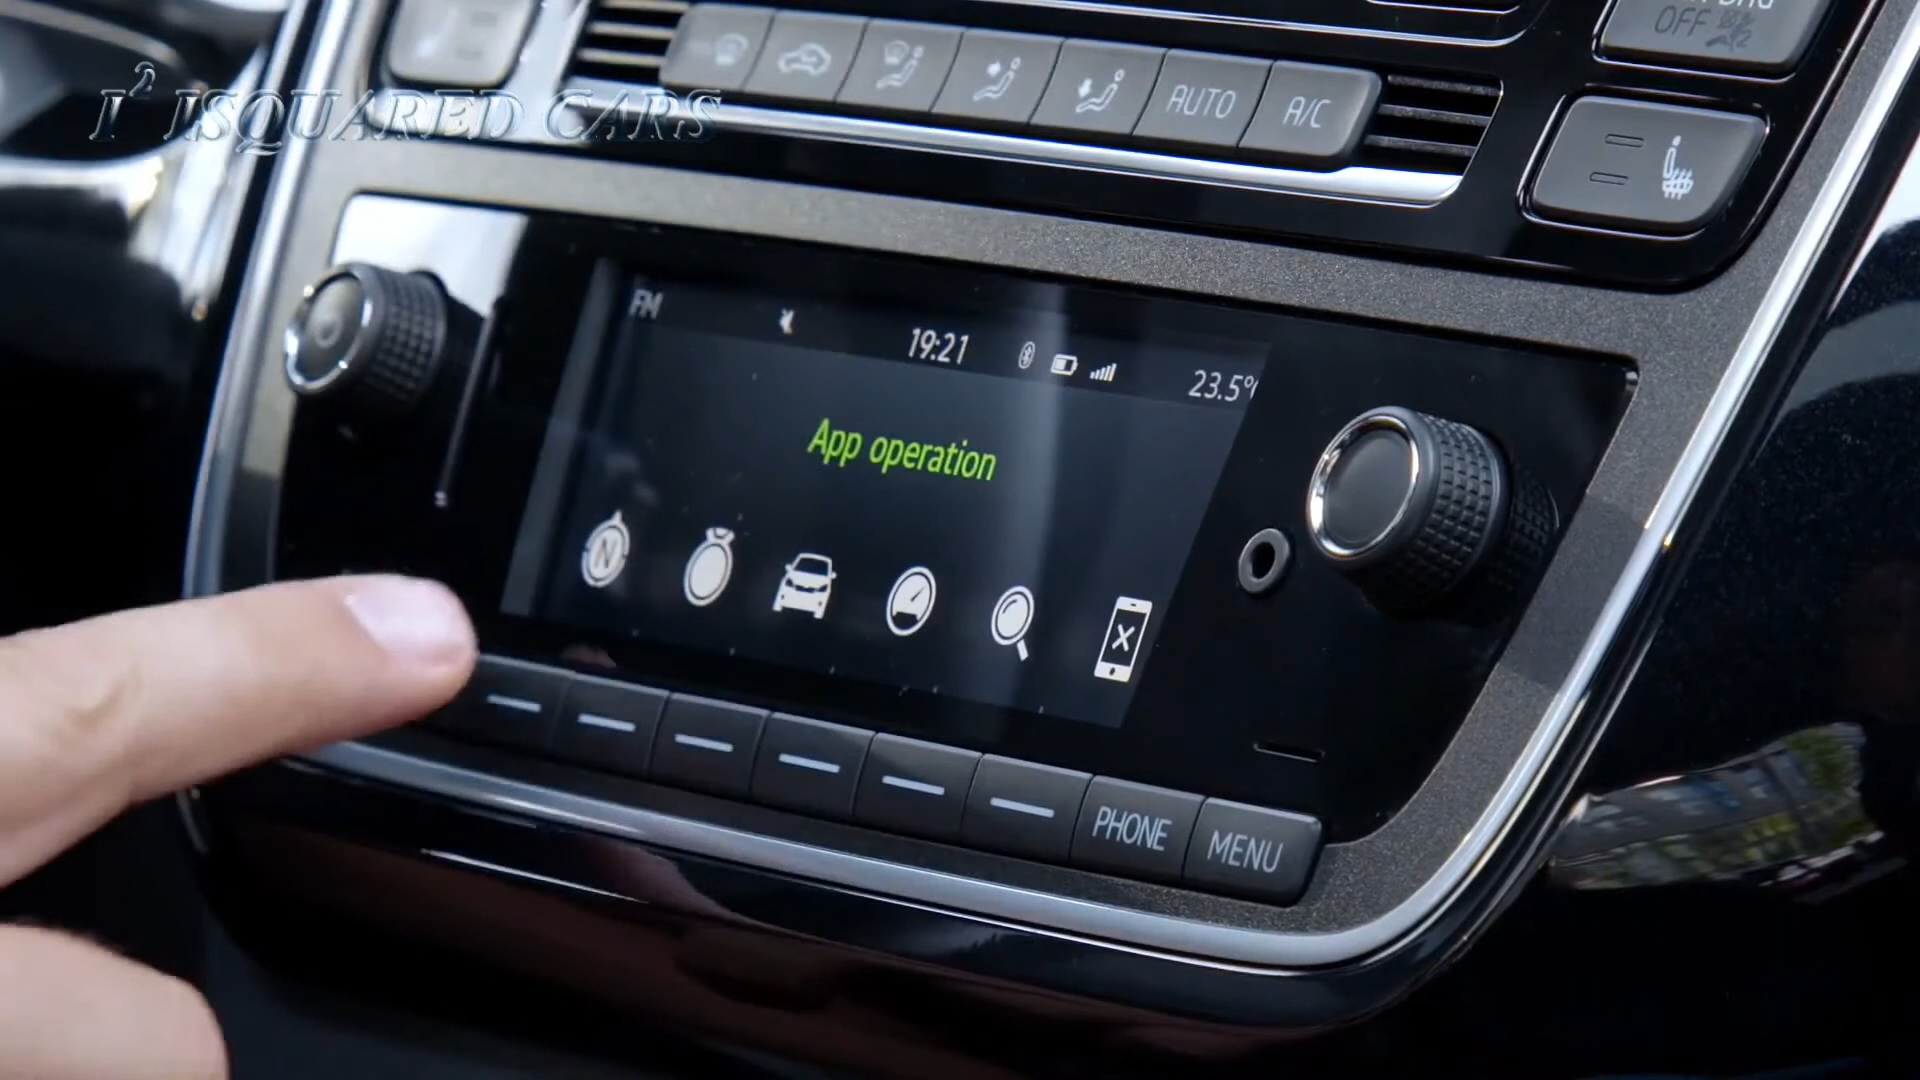 OFF
I² ISQUARED CARS
AUTO
A/C
FM
19:21
23.5°
App operation
N
PHONE
MENU